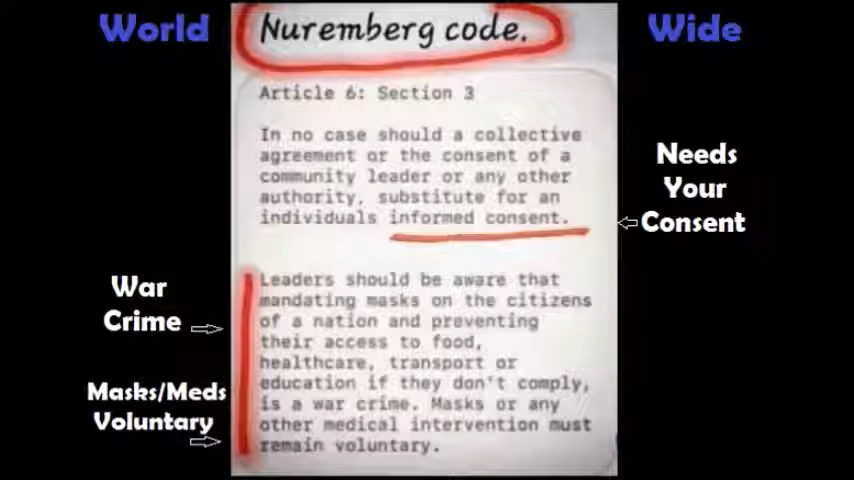 World
Wide
Nuremberg code.
Article 6: Section 3
In no case should a collective
agreement or the consent of a
community leader or any other
authority, substitute for an
individuals informed consent.
Needs
Your
Consent
Leaders should be aware that
mandating masks on the citizens
of a nation and preventing
their access to food,
healthcare, transport or
education if they don't comply,
is a war crime. Masks or any
other medical intervention must
remain voluntary.
War
Crime
Masks/Meds
Voluntary